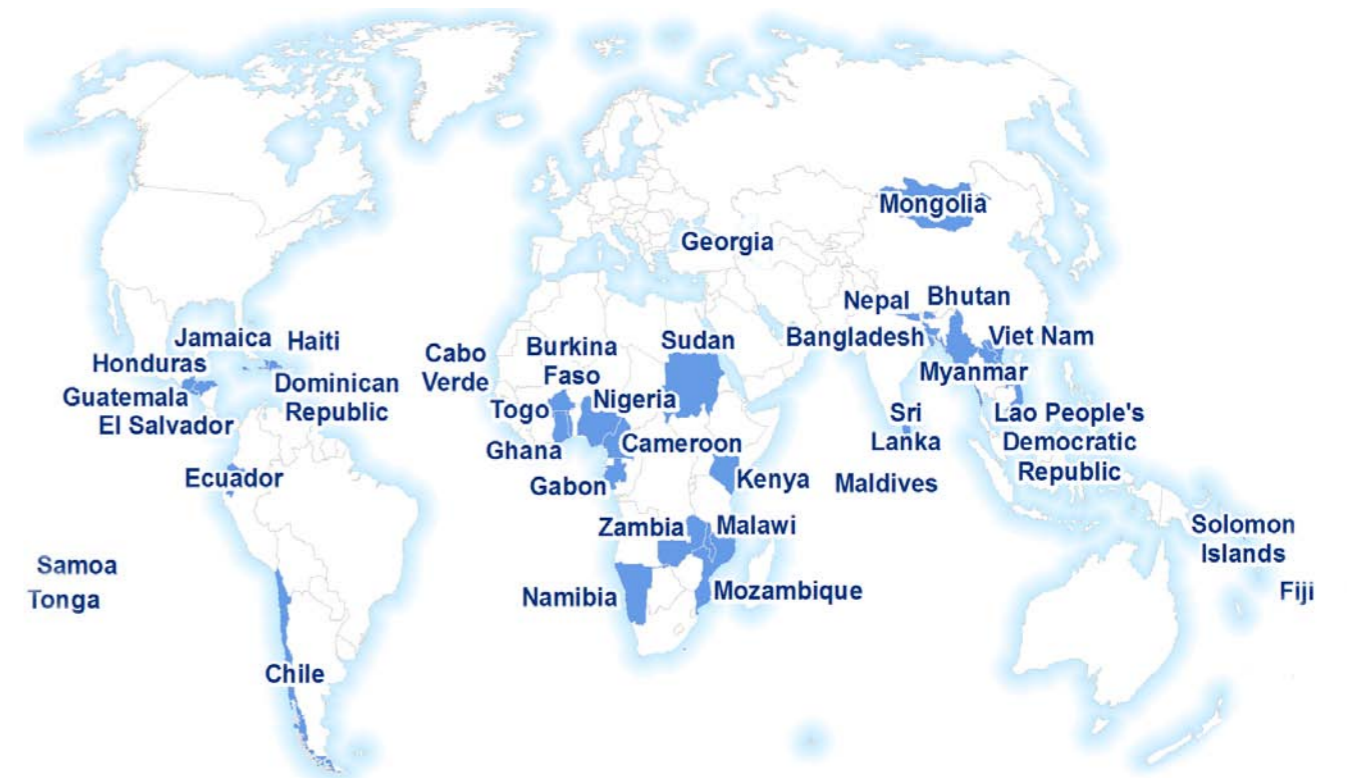 Mongolia
Georgia
Nepal
Bhutan
Jamaica
Haiti
Sudan
Bangladesh
Viet Nam
Cabo
Verde
Burkina
Faso
Honduras
Myanmar
Guatemala
Dominican
Republic
El Salvador
Togo
Nigeria
Sri
Lanka
Lao People's
Democratic
Republic
Ghana
Cameroon
Ecuador
Gabon
Kenya
Maldives
Zambia
Malawi
Solomon
Islands
Samoa
Tonga
Namibia
Mozambique
Fiji
Chile